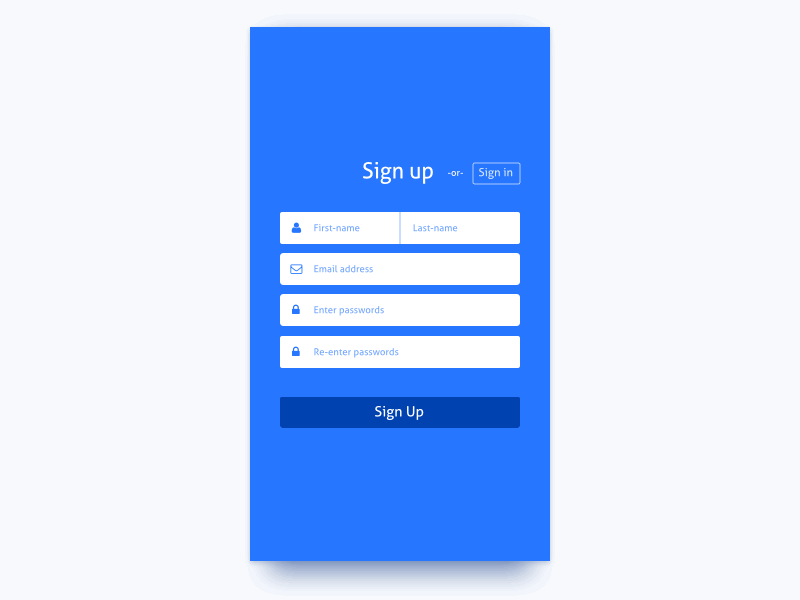 Sign up -or- Sign in
First-name Last-name
Email address
Enter passwords
Re-enter passwords
Sign Up